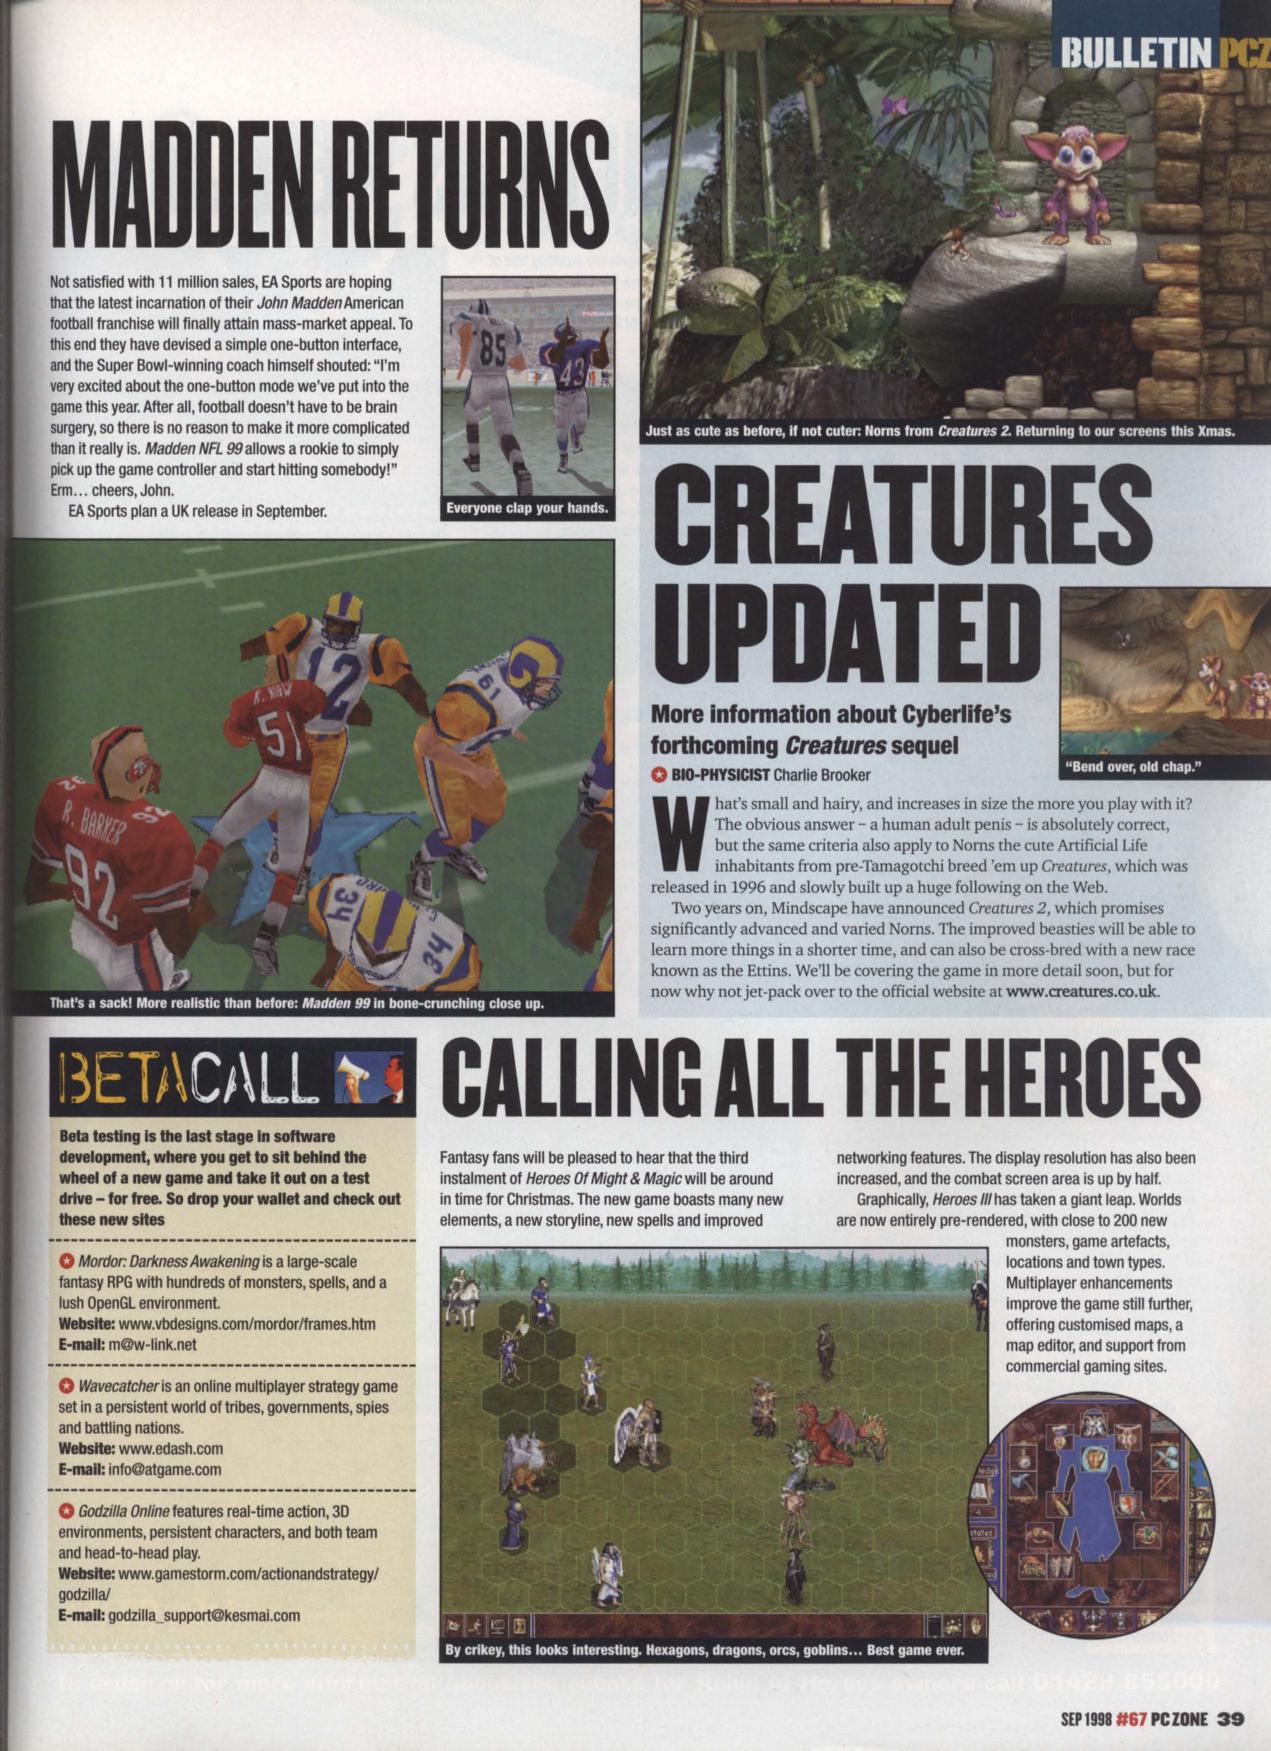 BULLETIN PCZ
MADDEN RETURNS
Not satisfied with 11 million sales, EA Sports are hoping
that the latest incarnation of their John Madden American
football franchise will finally attain mass-market appeal. To
this end they have devised a simple one-button interface,
and the Super Bowl-winning coach himself shouted: “I’m
very excited about the one-button mode we’ve put into the
game this year. After all, football doesn’t have to be brain
surgery, so there is no reason to make it more complicated
than it really is. Madden NFL 99 allows a rookie to simply
pick up the game controller and start hitting somebody!”
Erm... cheers, John.
EA Sports plan a UK release in September.
85
43
Everyone clap your hands.
12
61
51
R. BARKER
92
92
34
34
That’s a sack! More realistic than before: Madden 99 in bone-crunching close up.
Just as cute as before, if not cuter: Norns from Creatures 2. Returning to our screens this Xmas.
CREATURES
UPDATED
More information about Cyberlife’s
forthcoming Creatures sequel
BIO-PHYSICIST Charlie Brooker
“Bend over, old chap.”
What’s small and hairy, and increases in size the more you play with it?
The obvious answer – a human adult penis – is absolutely correct,
but the same criteria also apply to Norns the cute Artificial Life
inhabitants from pre-Tamagotchi breed ’em up Creatures, which was
released in 1996 and slowly built up a huge following on the Web.
Two years on, Mindscape have announced Creatures 2, which promises
significantly advanced and varied Norns. The improved beasties will be able to
learn more things in a shorter time, and can also be cross-bred with a new race
known as the Ettins. We’ll be covering the game in more detail soon, but for
now why not jet-pack over to the official website at www.creatures.co.uk.
BETACALL
Beta testing is the last stage in software
development, where you get to sit behind the
wheel of a new game and take it out on a test
drive – for free. So drop your wallet and check out
these new sites
Mordor: Darkness Awakening is a large-scale
fantasy RPG with hundreds of monsters, spells, and a
lush OpenGL environment.
Website: www.vbdesigns.com/mordor/frames.htm
E-mail: m@w-link.net
Wavecatcher is an online multiplayer strategy game
set in a persistent world of tribes, governments, spies
and battling nations.
Website: www.edash.com
E-mail: info@atgame.com
Godzilla Online features real-time action, 3D
environments, persistent characters, and both team
and head-to-head play.
Website: www.gamestorm.com/actionandstrategy/
godzilla/
E-mail: godzilla_support@kesmai.com
CALLING ALL THE HEROES
Fantasy fans will be pleased to hear that the third
instalment of Heroes Of Might & Magic will be around
in time for Christmas. The new game boasts many new
elements, a new storyline, new spells and improved
networking features. The display resolution has also been
increased, and the combat screen area is up by half.
Graphically, Heroes III has taken a giant leap. Worlds
are now entirely pre-rendered, with close to 200 new
monsters, game artefacts,
locations and town types.
Multiplayer enhancements
improve the game still further,
offering customised maps, a
map editor, and support from
commercial gaming sites.
By crikey, this looks interesting. Hexagons, dragons, orcs, goblins... Best game ever.
SEP 1998 #67 PC ZONE 39